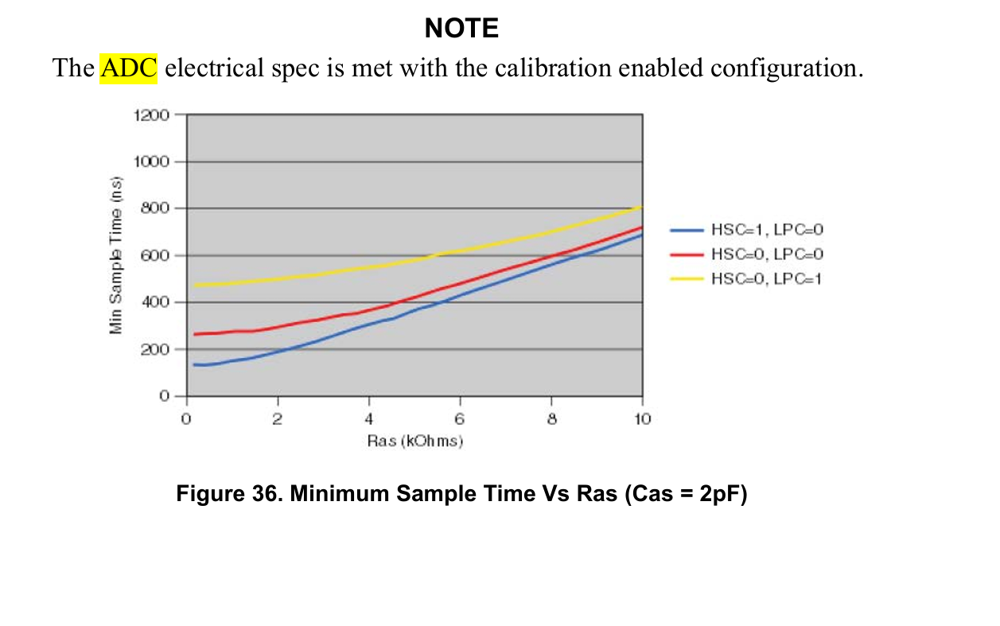 NOTE
The ADC electrical spec is met with the calibration enabled configuration.
1200
1000
800
600
400
200
0
Min Sample Time (ns)
0 2 4 6 8 10
Ras (kOhms)
HSC=1, LPC=0
HSC=0, LPC=0
HSC=0, LPC=1
Figure 36. Minimum Sample Time Vs Ras (Cas = 2pF)